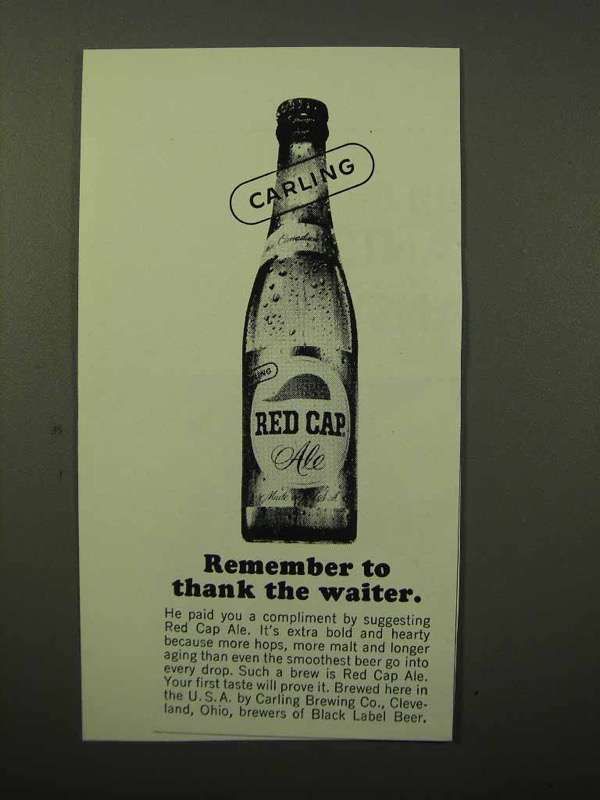 CARLING
LING
RED CAP
Ale
Made in U.S.A.
Remember to
thank the waiter.
He paid you a compliment by suggesting
Red Cap Ale. It's extra bold and hearty
because more hops, more malt and longer
aging than even the smoothest beer go into
every drop. Such a brew is Red Cap Ale.
Your first taste will prove it. Brewed here in
the U.S.A. by Carling Brewing Co., Cleve-
land, Ohio, brewers of Black Label Beer.